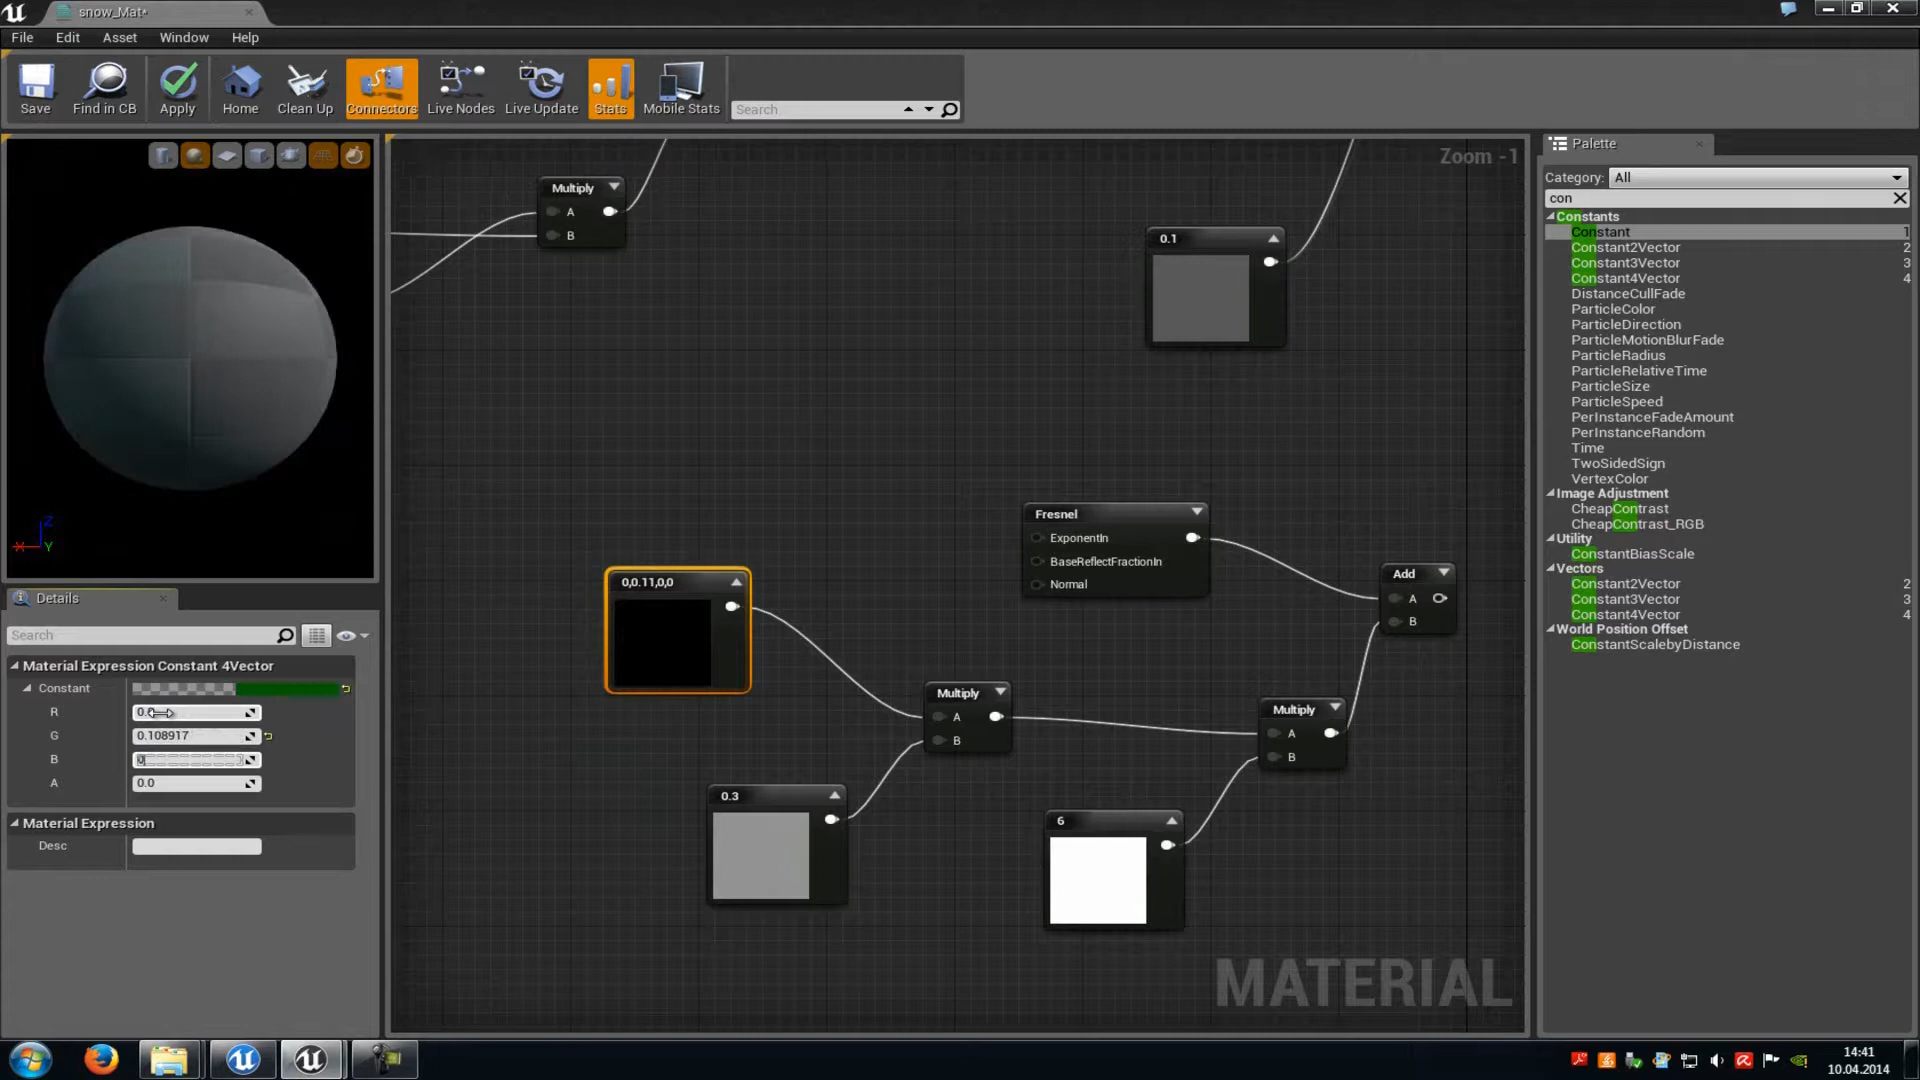 snow_Mat*
File Edit Asset Window Help
Save Find in CB Apply Home Clean Up Connectors Live Nodes Live Update Stats Mobile Stats Search
Zoom -1
Multiply
A
B
0.1
Fresnel
ExponentIn
BaseReflectFractionIn
Normal
Add
A
B
0,0.11,0,0
Multiply
A
B
Multiply
A
B
0.3
6
MATERIAL
Z
X
Y
Details
Search
Material Expression Constant 4Vector
Constant
R
G 0.108917
B
A 0.0
Material Expression
Desc
Palette
Category: All
con
Constants
Constant 1
Constant2Vector 2
Constant3Vector 3
Constant4Vector 4
DistanceCullFade
ParticleColor
ParticleDirection
ParticleMotionBlurFade
ParticleRadius
ParticleRelativeTime
ParticleSize
ParticleSpeed
PerInstanceFadeAmount
PerInstanceRandom
Time
TwoSidedSign
VertexColor
Image Adjustment
CheapContrast
CheapContrast_RGB
Utility
ConstantBiasScale
Vectors
Constant2Vector 2
Constant3Vector 3
Constant4Vector 4
World Position Offset
ConstantScalebyDistance
14:41
10.04.2014